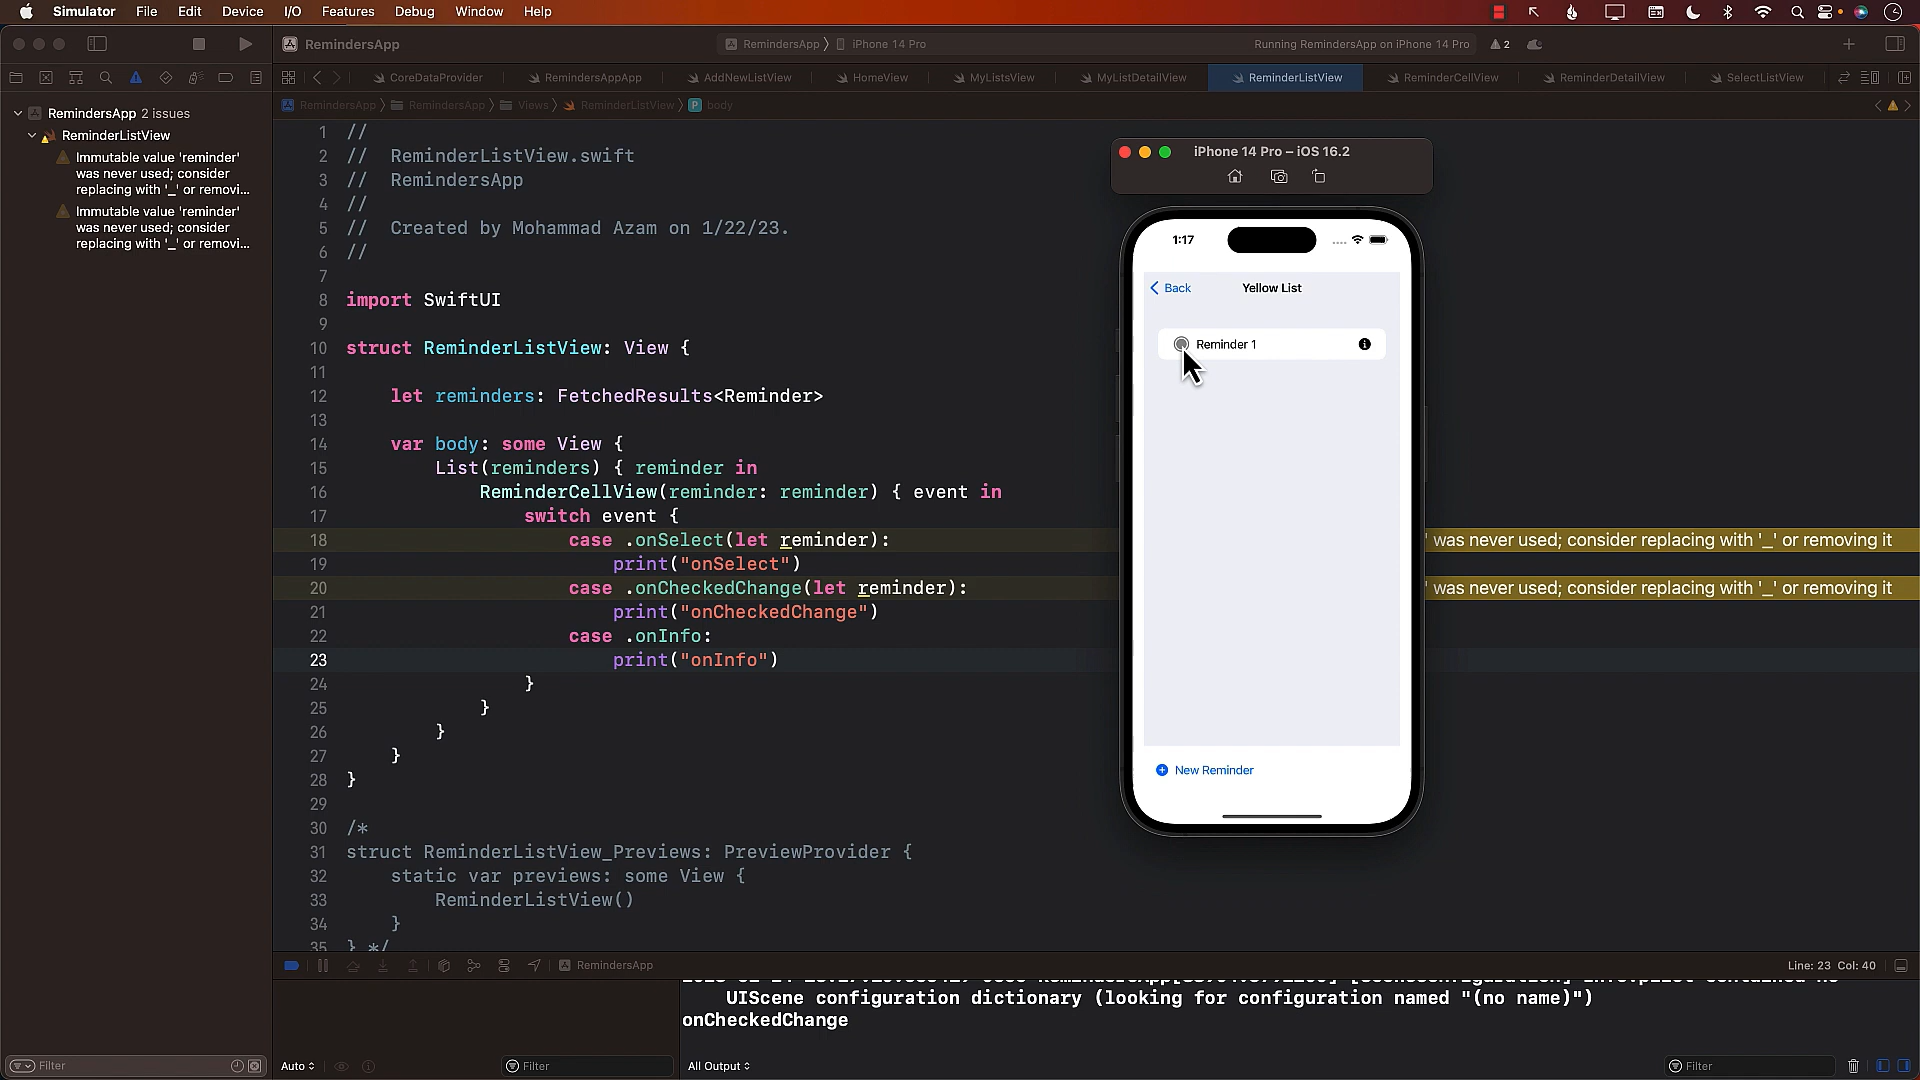 Simulator File Edit Device I/O Features Debug Window Help
RemindersApp
RemindersApp iPhone 14 Pro
Running RemindersApp on iPhone 14 Pro
2
CoreDataProvider RemindersAppApp AddNewListView HomeView MyListsView MyListDetailView ReminderListView ReminderCellView ReminderDetailView SelectListView
RemindersApp RemindersApp Views ReminderListView P body
RemindersApp 2 issues
ReminderListView
Immutable value 'reminder'
was never used; consider
replacing with '_' or removi...
Immutable value 'reminder'
was never used; consider
replacing with '_' or removi...
1 //
2 // ReminderListView.swift
3 // RemindersApp
4 //
5 // Created by Mohammad Azam on 1/22/23.
6 //
7
8 import SwiftUI
9
10 struct ReminderListView: View {
11
12 let reminders: FetchedResults<Reminder>
13
14 var body: some View {
15 List(reminders) { reminder in
16 ReminderCellView(reminder: reminder) { event in
17 switch event {
18 case .onSelect(let reminder):
' was never used; consider replacing with '_' or removing it
19 print("onSelect")
20 case .onCheckedChange(let reminder):
' was never used; consider replacing with '_' or removing it
21 print("onCheckedChange")
22 case .onInfo:
23 print("onInfo")
24 }
25 }
26 }
27 }
28 }
29
30 /*
31 struct ReminderListView_Previews: PreviewProvider {
32 static var previews: some View {
33 ReminderListView()
34 }
35 } */
iPhone 14 Pro – iOS 16.2
1:17
Back
Yellow List
Reminder 1
New Reminder
RemindersApp
Line: 23 Col: 40
UIScene configuration dictionary (looking for configuration named "(no name)")
onCheckedChange
Filter
Auto
Filter
All Output
Filter